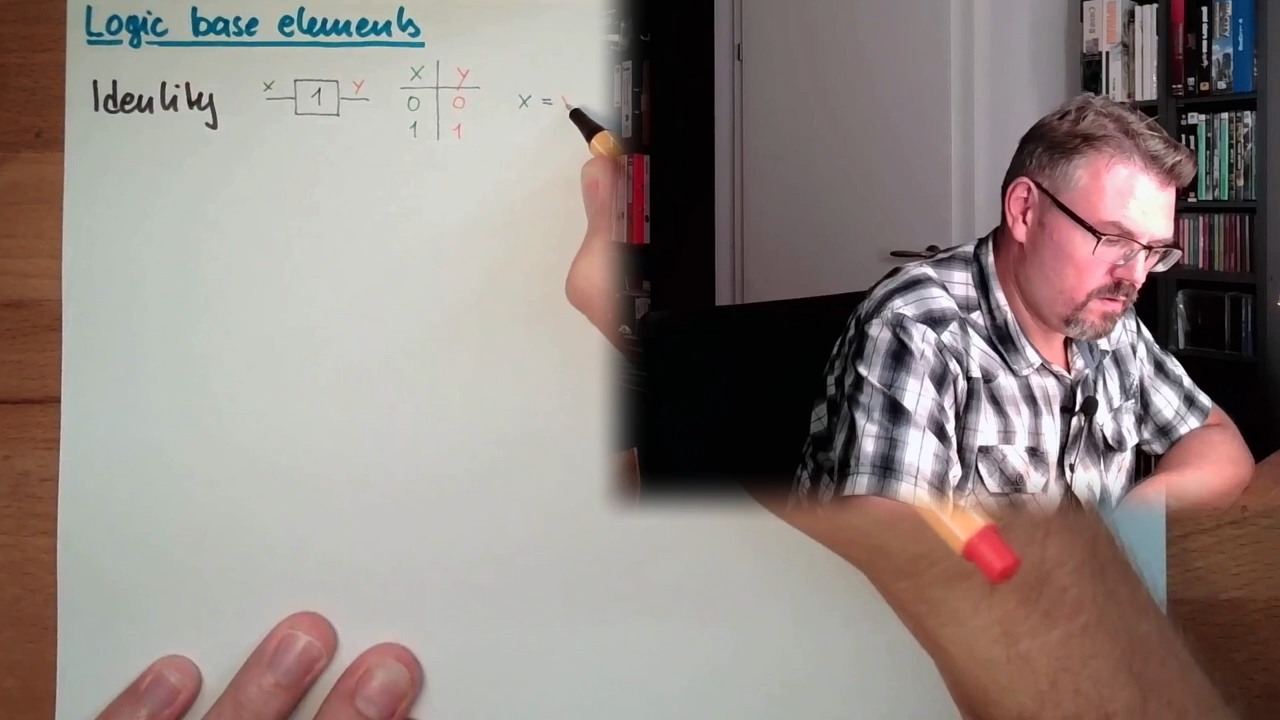 Logic base elements
Identity x 1 y
x y
0 0
1 1
x =